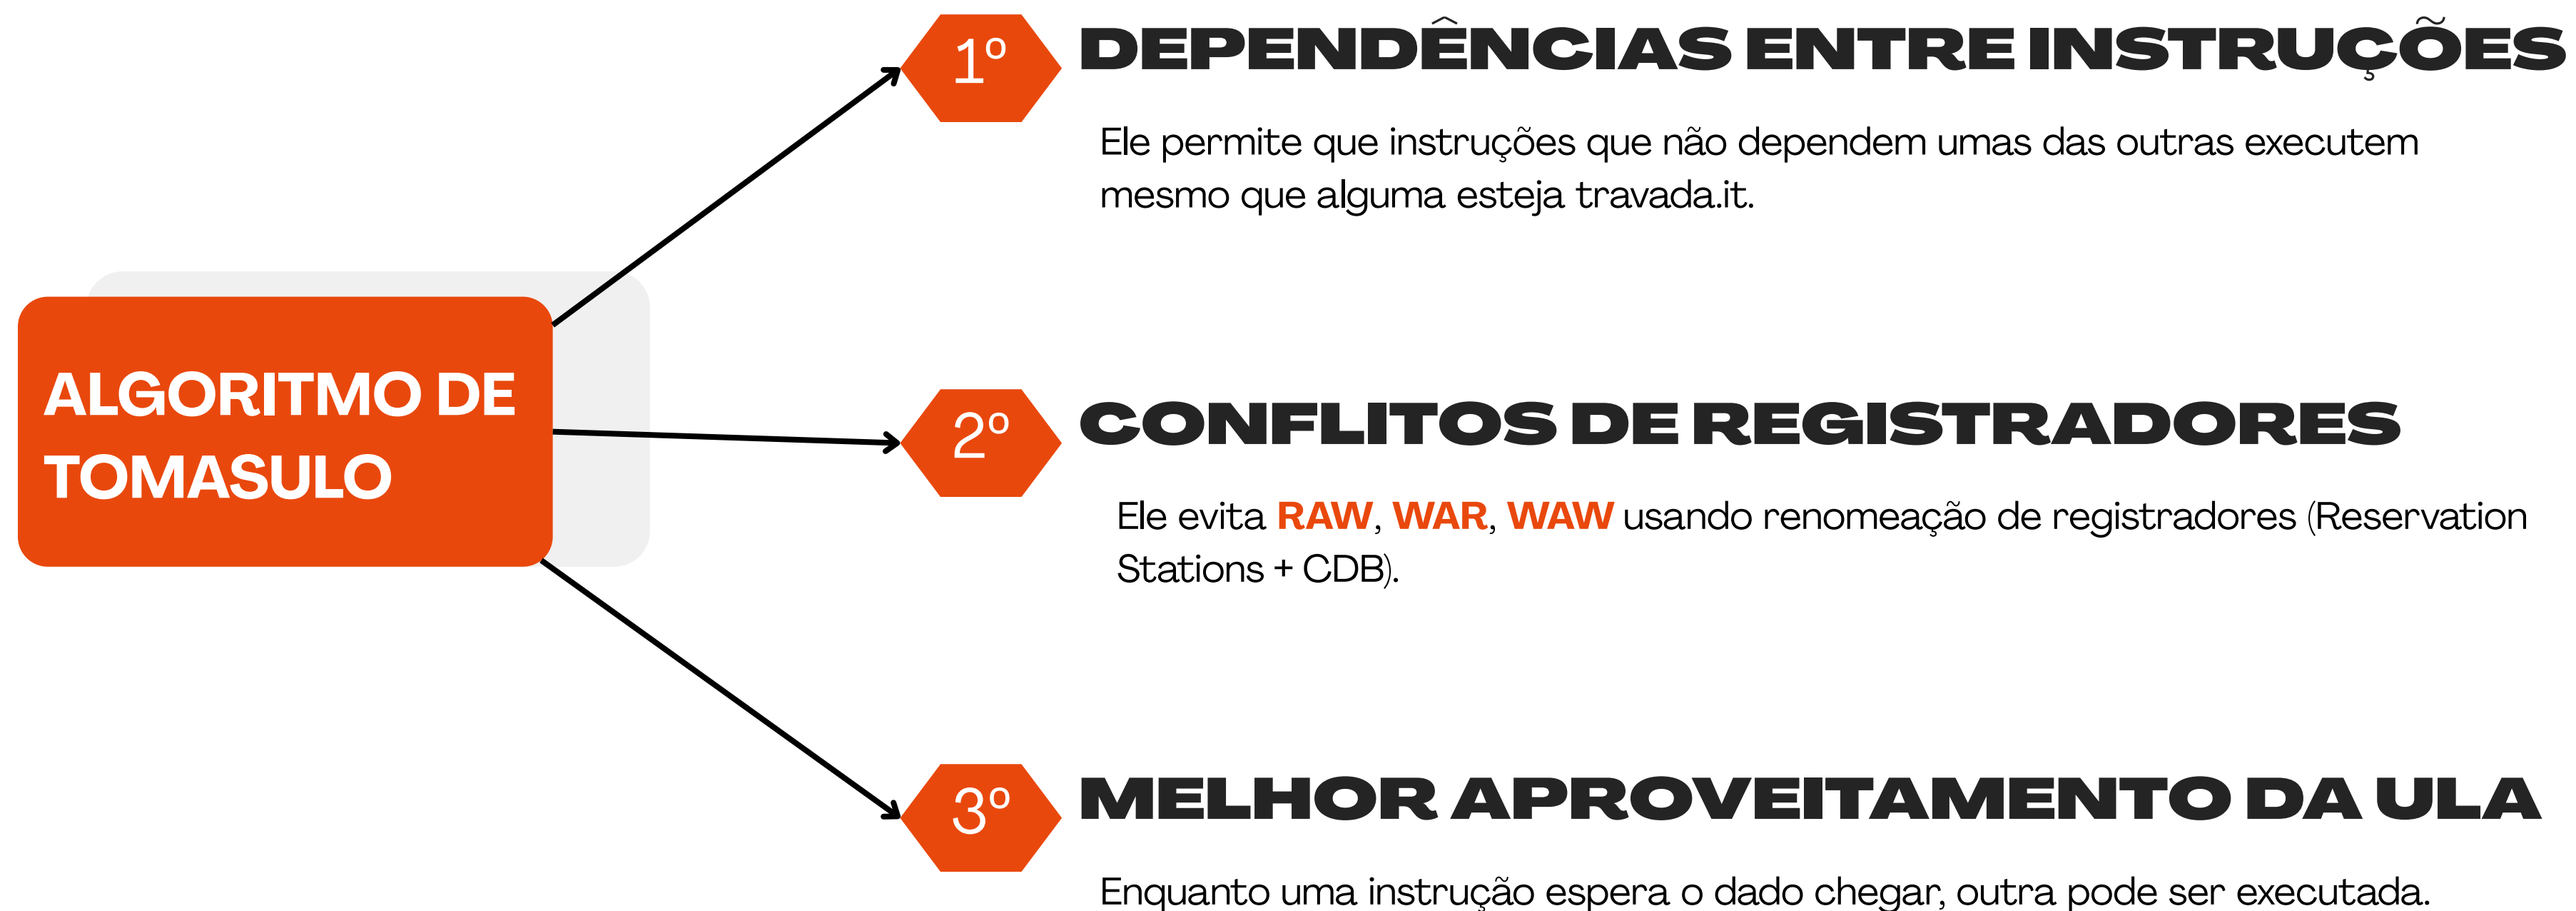 ALGORITMO DE
TOMASULO
1º
DEPENDÊNCIAS ENTRE INSTRUÇÕES
Ele permite que instruções que não dependem umas das outras executem
mesmo que alguma esteja travada.it.
2º
CONFLITOS DE REGISTRADORES
Ele evita RAW, WAR, WAW usando renomeação de registradores (Reservation
Stations + CDB).
3º
MELHOR APROVEITAMENTO DA ULA
Enquanto uma instrução espera o dado chegar, outra pode ser executada.